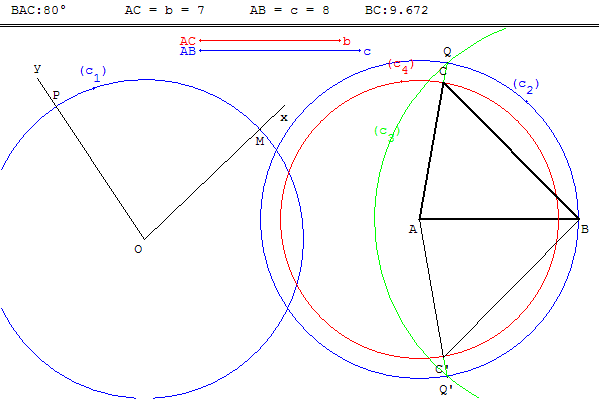 BAC:80° AC = b = 7 AB = c = 8 BC:9.672
AC b
AB c
Q
y
(c1)
(c4)
C
(c2)
P
x
M
(c3)
A
B
O
C'
Q'